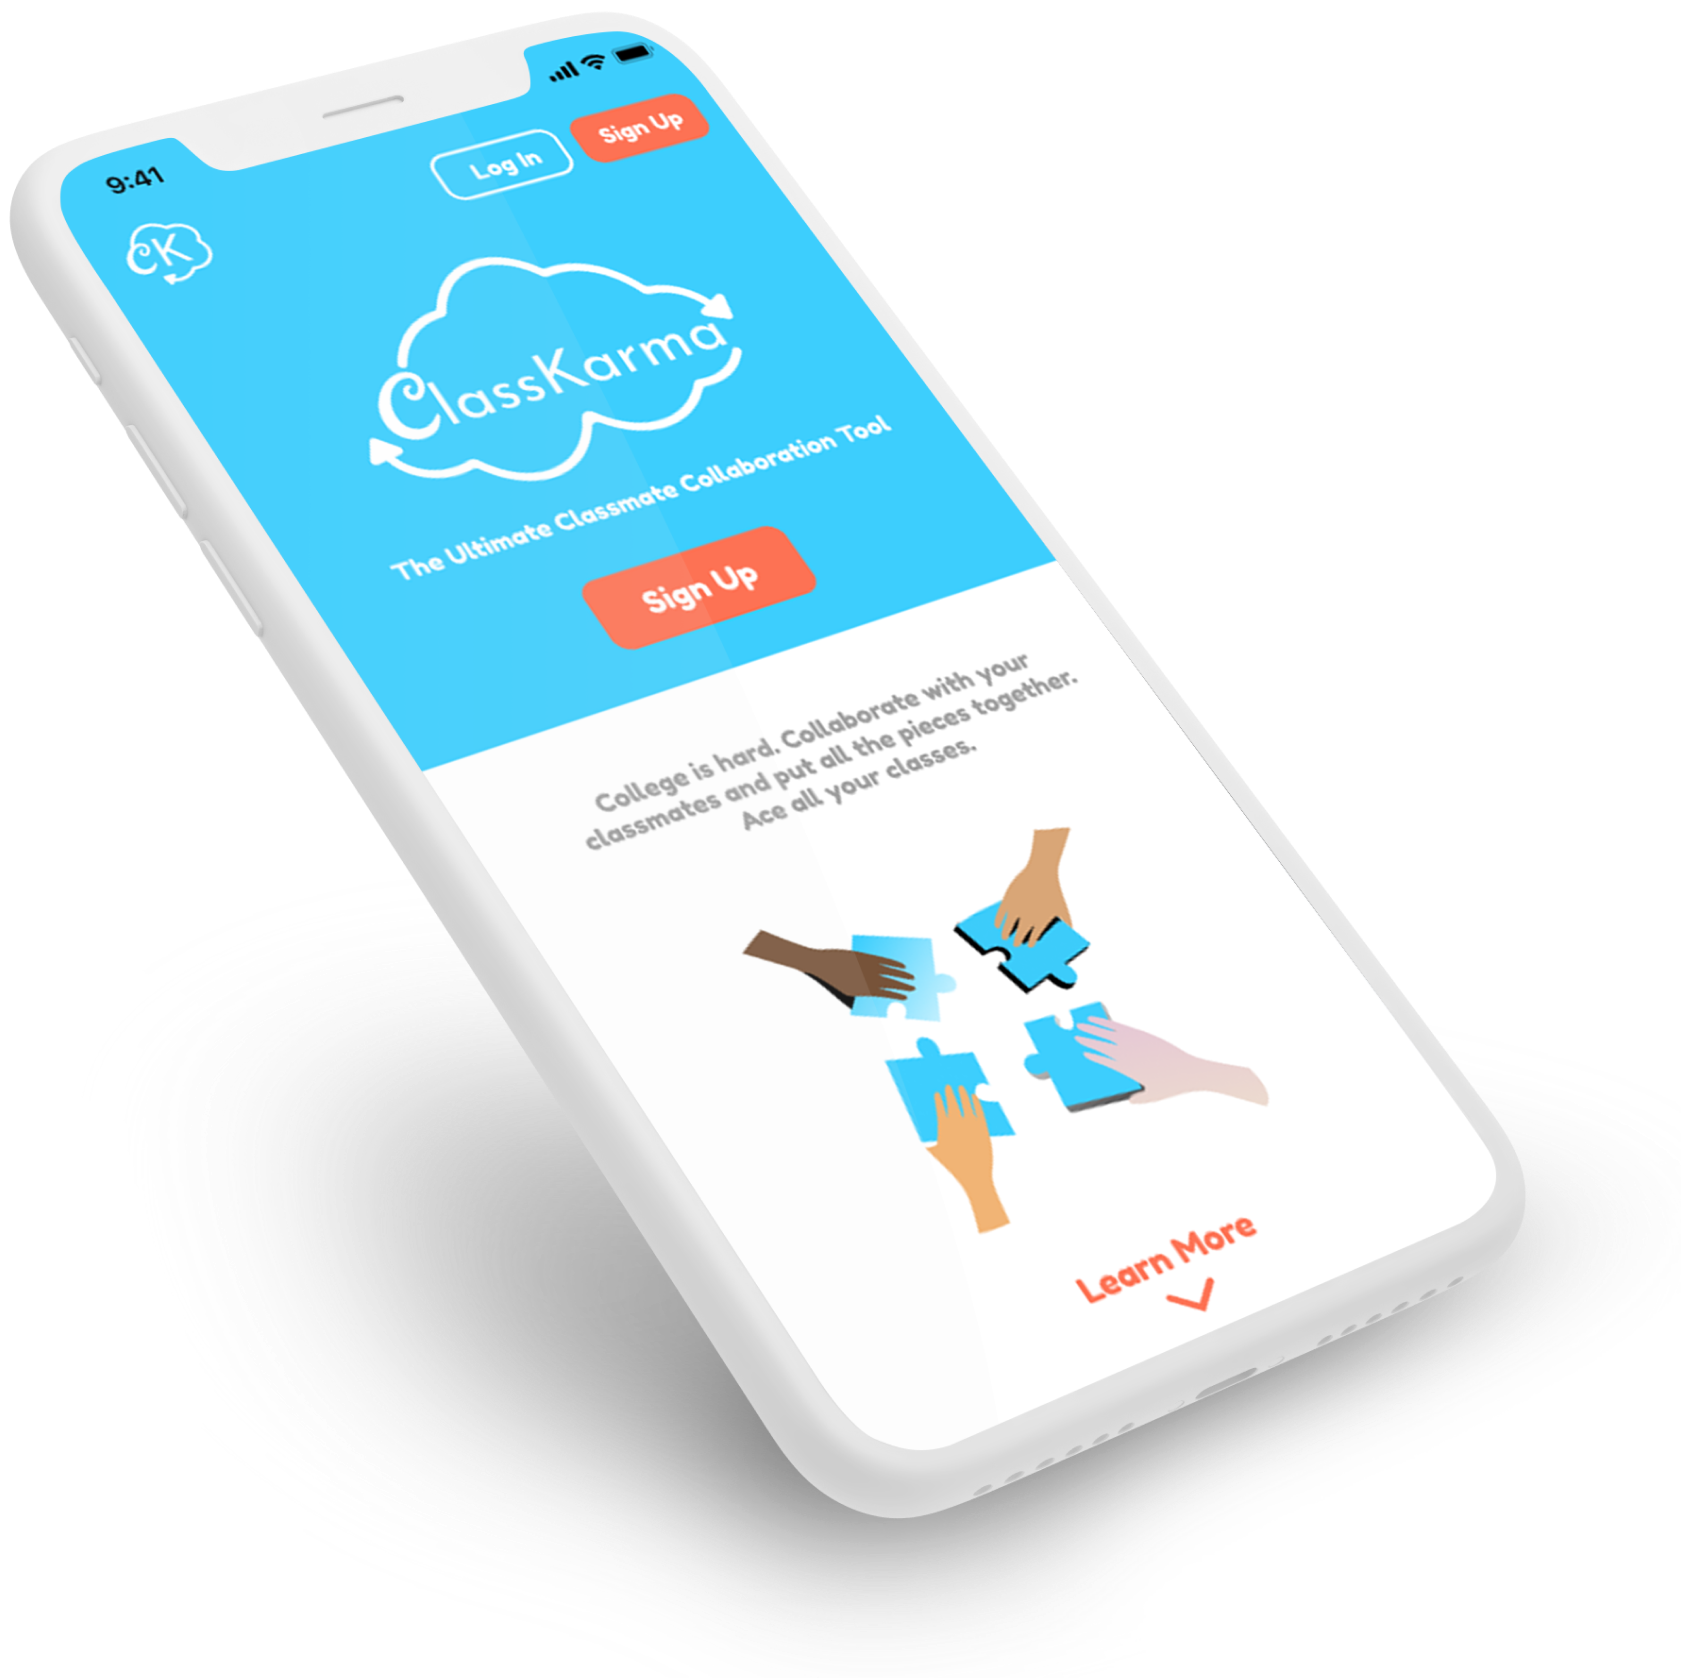 9:41
Log In
Sign Up
CK
ClassKarma
The Ultimate Classmate Collaboration Tool
Sign Up
College is hard. Collaborate with your
classmates and put all the pieces together.
Ace all your classes.
Learn More